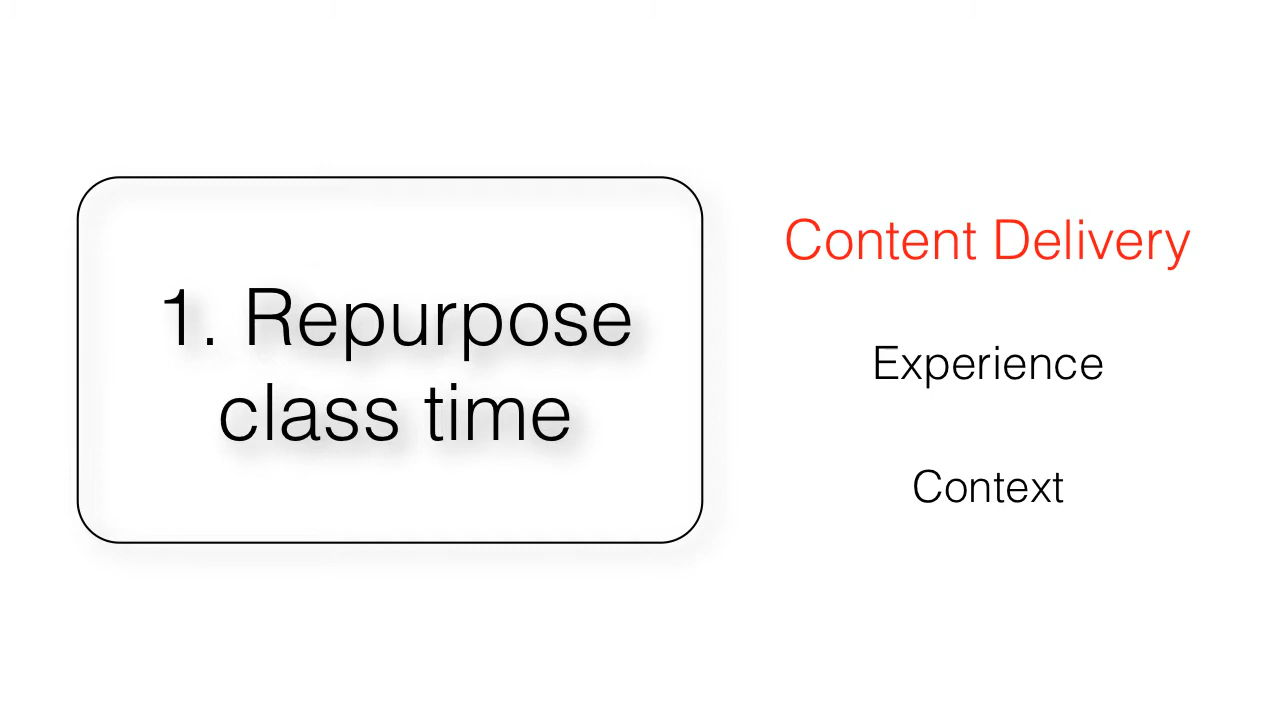 1. Repurpose
class time
Content Delivery
Experience
Context